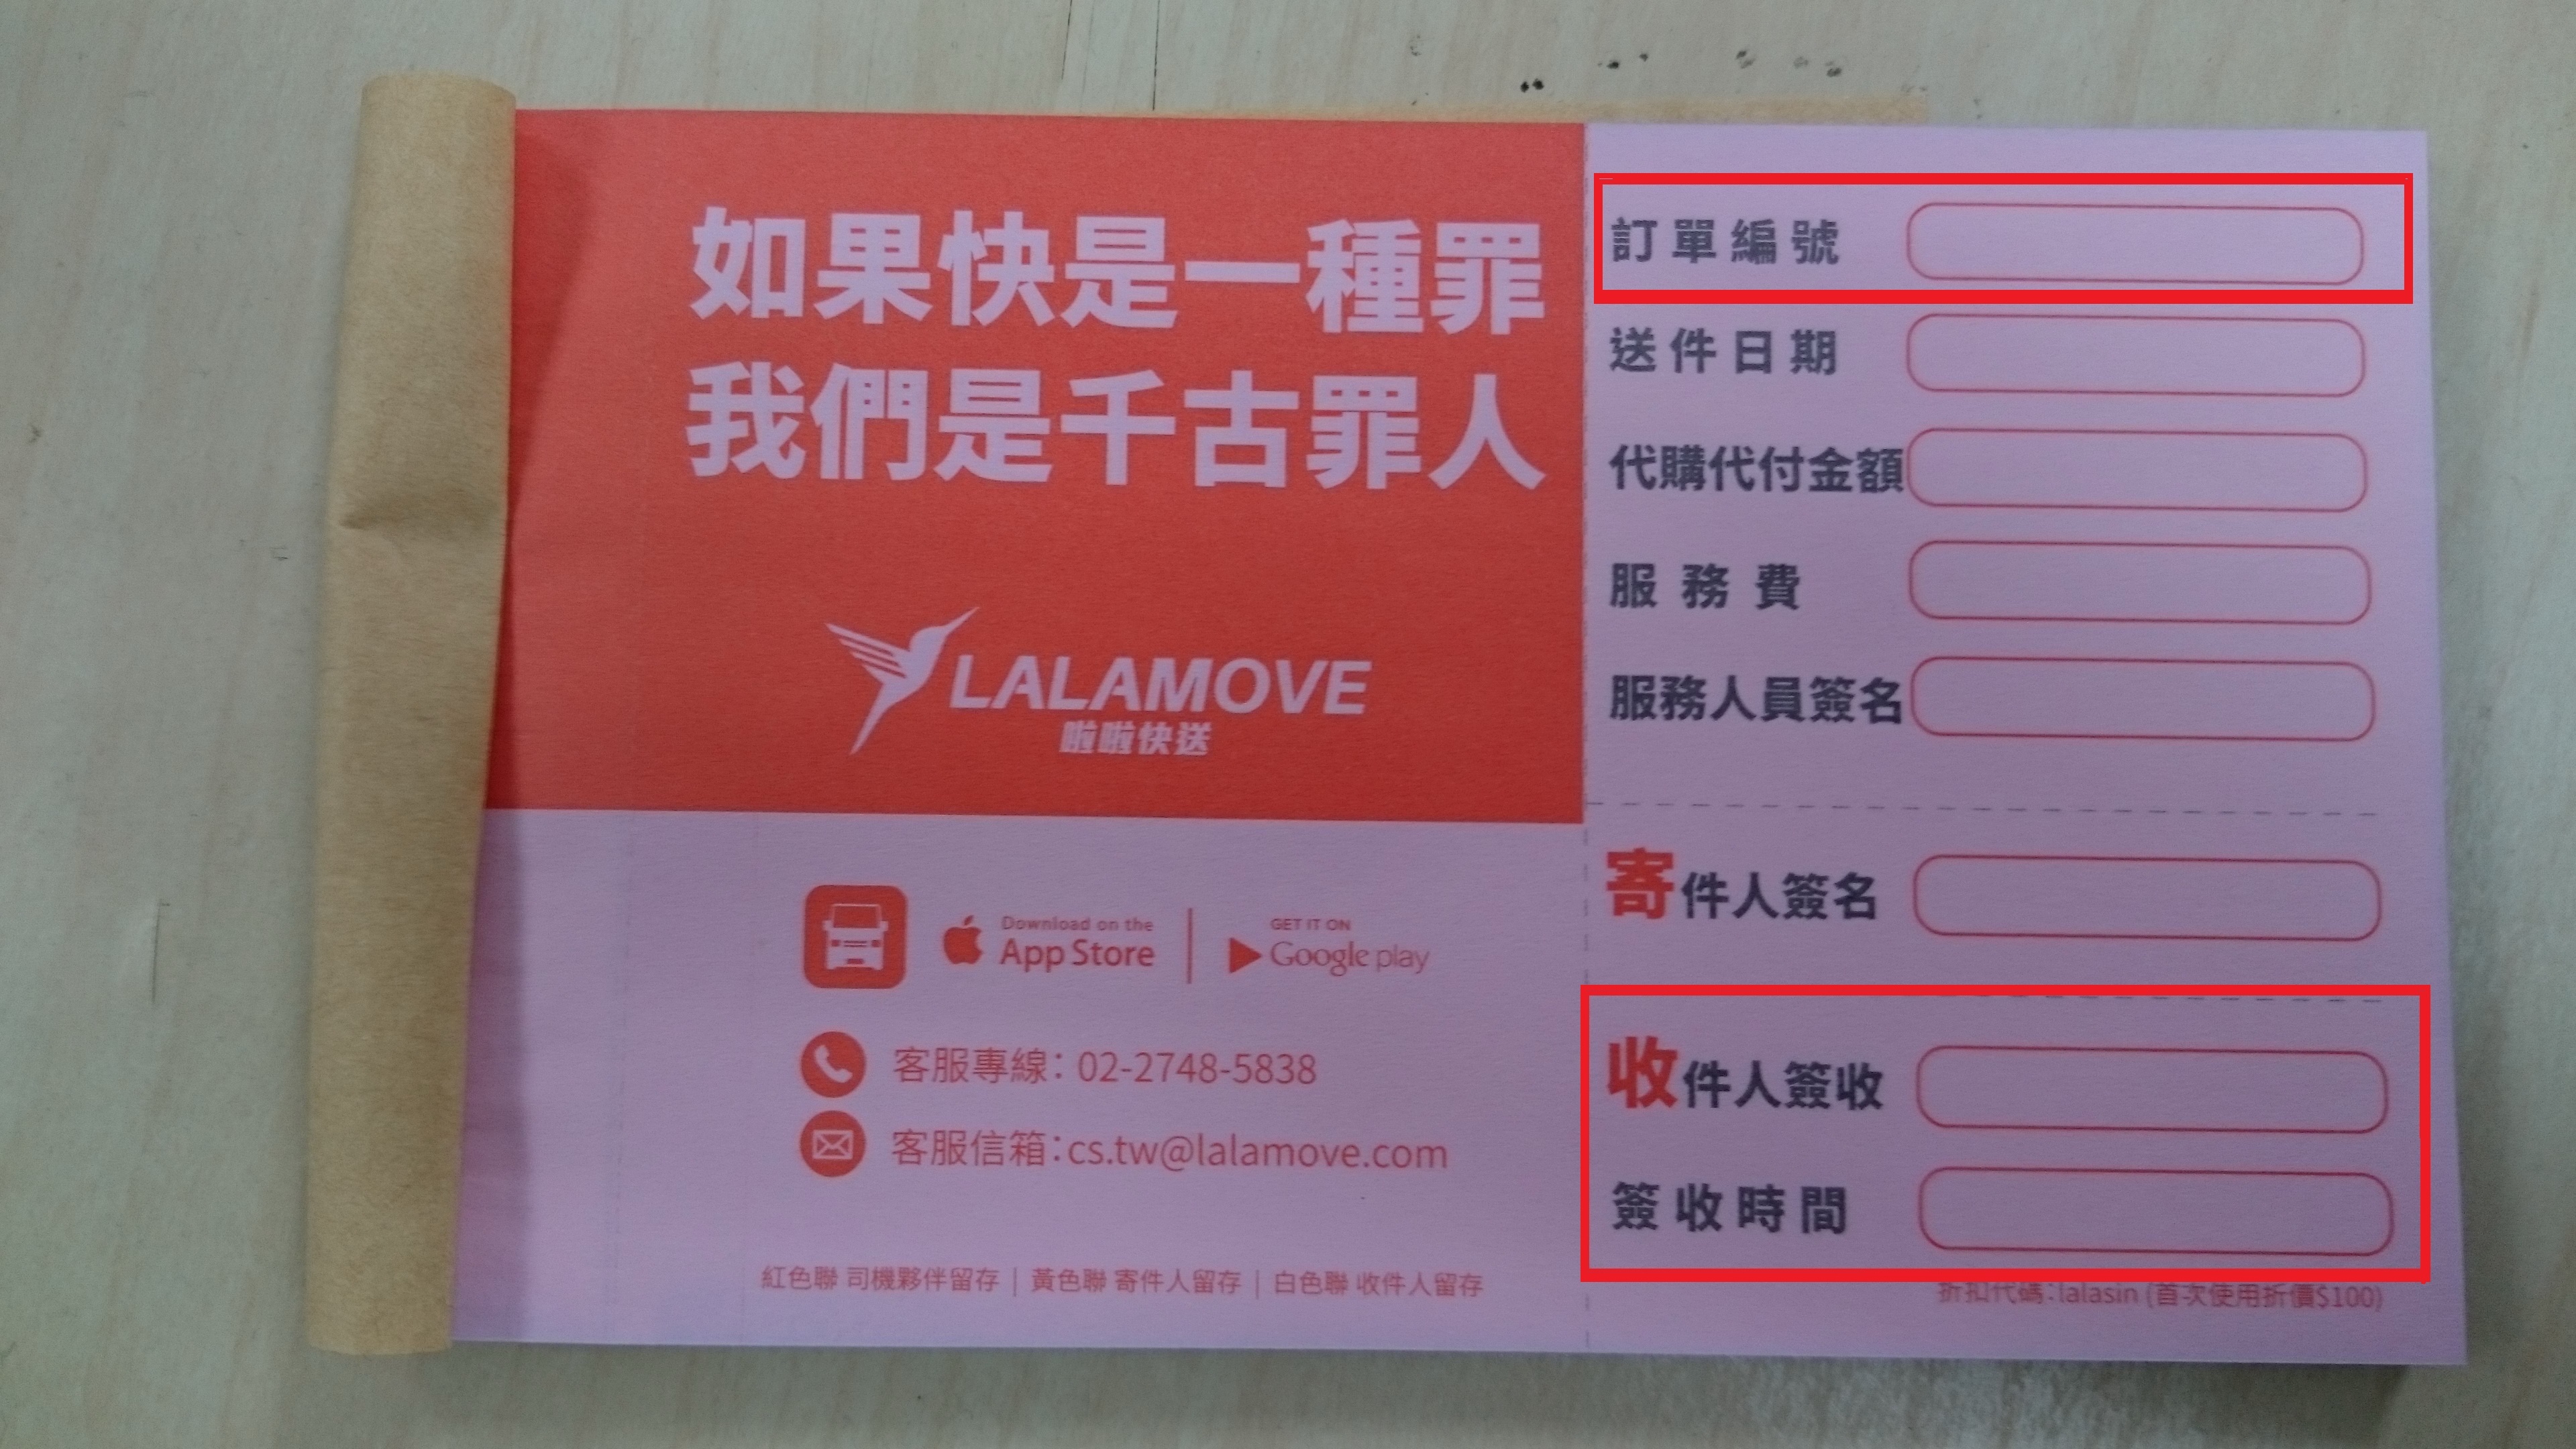 如果快是一種罪
我們是千古罪人
LALAMOVE
啦啦快送
Download on the
App Store
GET IT ON
Google play
客服專線：02-2748-5838
客服信箱：cs.tw@lalamove.com
紅色聯 司機夥伴留存 | 黃色聯 寄件人留存 | 白色聯 收件人留存
訂單編號
送件日期
代購代付金額
服務費
服務人員簽名
寄件人簽名
收件人簽收
簽收時間
折扣代碼：lalasin (首次使用折價$100)